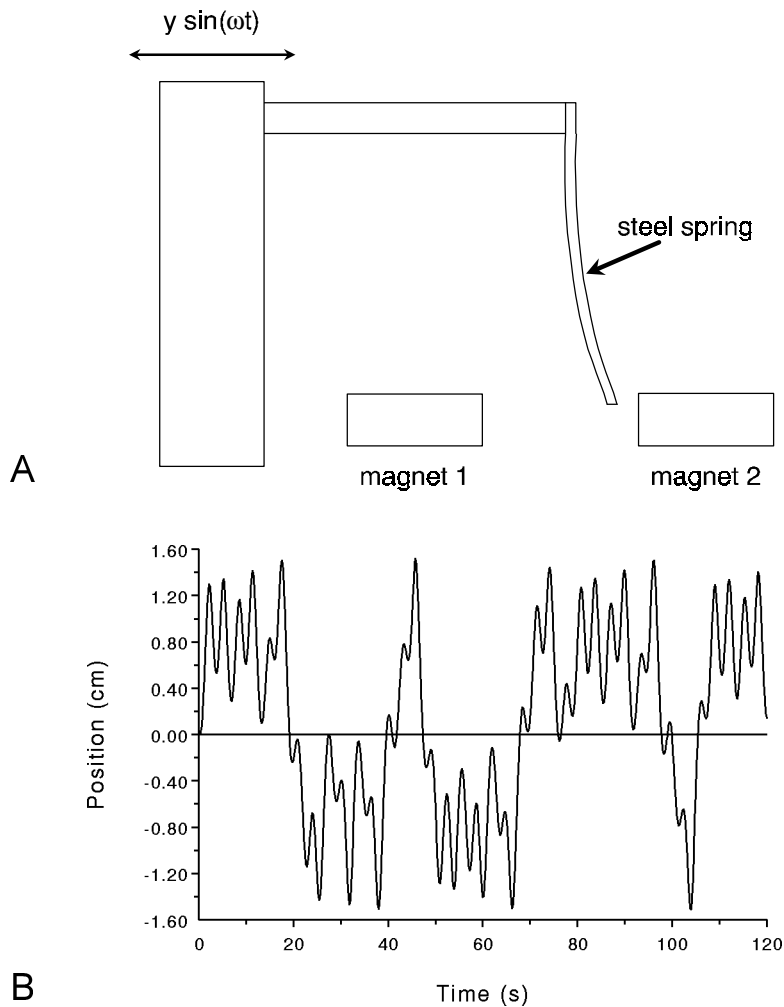 y sin(ωt)
steel spring
A
magnet 1
magnet 2
1.60
1.20
0.80
0.40
0.00
-0.40
-0.80
-1.20
-1.60
Position (cm)
0
20
40
60
80
100
120
Time (s)
B